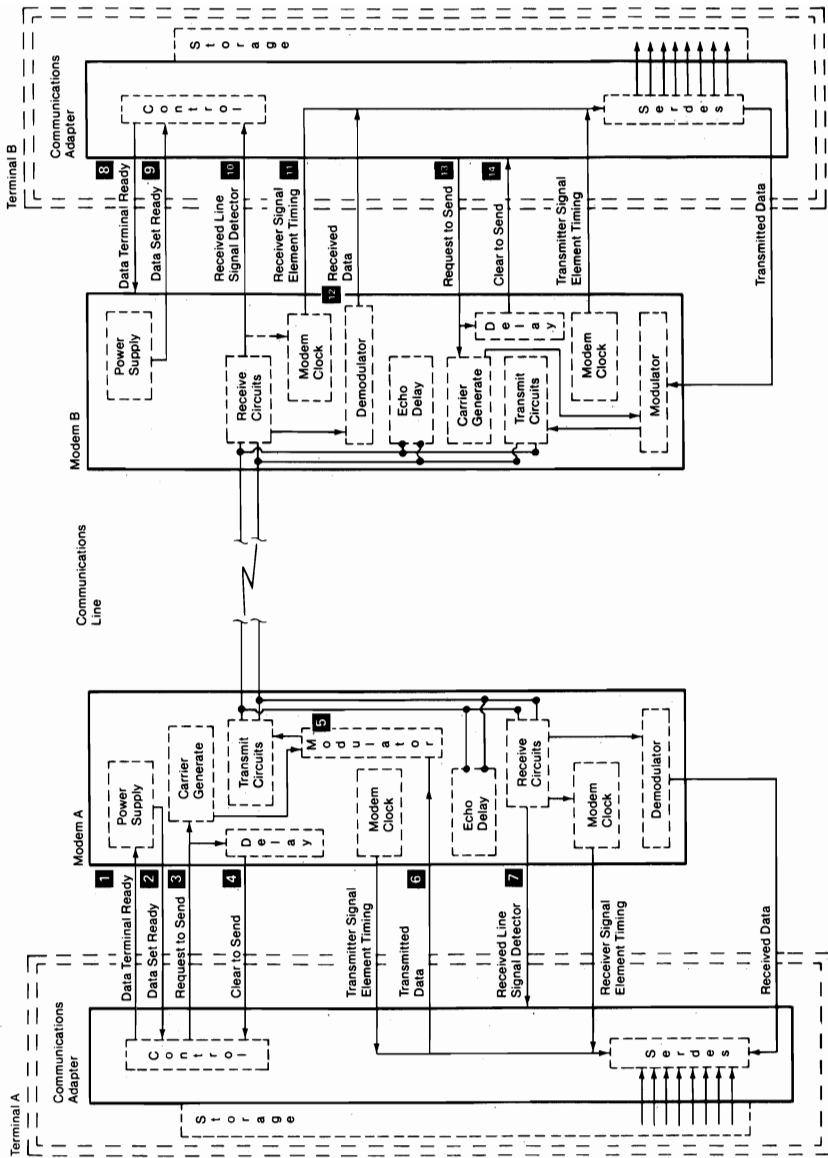 Terminal A
Communications
Adapter
Storage
Control
Serdes
1
Data Terminal Ready
2
Data Set Ready
3
Request to Send
4
Clear to Send
Transmitter Signal
Element Timing
6
Transmitted
Data
7
Received Line
Signal Detector
Receiver Signal
Element Timing
Received Data
Modem A
Power
Supply
Carrier
Generate
Delay
Transmit
Circuits
5
Modulator
Modem
Clock
Echo
Delay
Receive
Circuits
Modem
Clock
Demodulator
Communications
Line
Modem B
Power
Supply
Receive
Circuits
Modem
Clock
12
Demodulator
Echo
Delay
Carrier
Generate
Delay
Transmit
Circuits
Modem
Clock
Modulator
8
Data Terminal Ready
9
Data Set Ready
10
Received Line
Signal Detector
11
Receiver Signal
Element Timing
Received
Data
13
Request to Send
14
Clear to Send
Transmitter Signal
Element Timing
Transmitted Data
Terminal B
Communications
Adapter
Storage
Control
Serdes